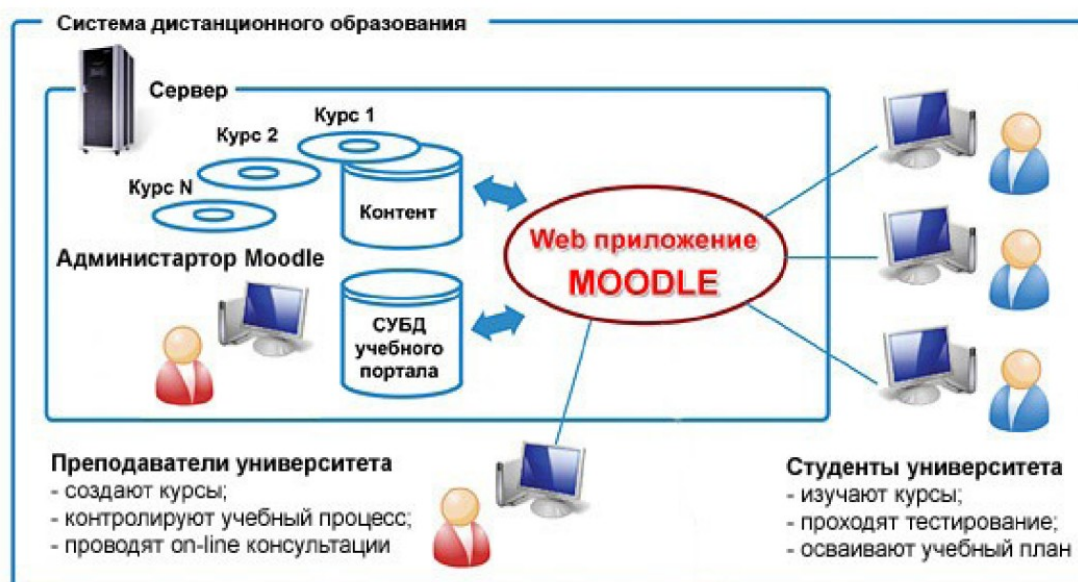 Система дистанционного образования
Сервер
Курс 1
Курс 2
Курс N
Контент
Администартор Moodle
СУБД
учебного
портала
Web приложение
MOODLE
Преподаватели университета
- создают курсы;
- контролируют учебный процесс;
- проводят on-line консультации
Студенты университета
- изучают курсы;
- проходят тестирование;
- осваивают учебный план